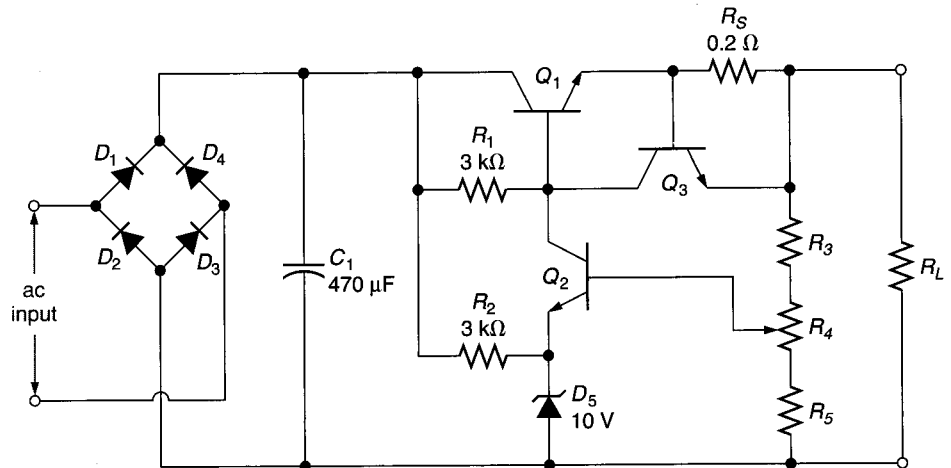 R_S
0.2 Ω
Q_1
D_1
D_4
R_1
3 kΩ
Q_3
D_2
D_3
C_1
470 µF
Q_2
R_3
R_L
ac
input
R_2
3 kΩ
R_4
D_5
10 V
R_5